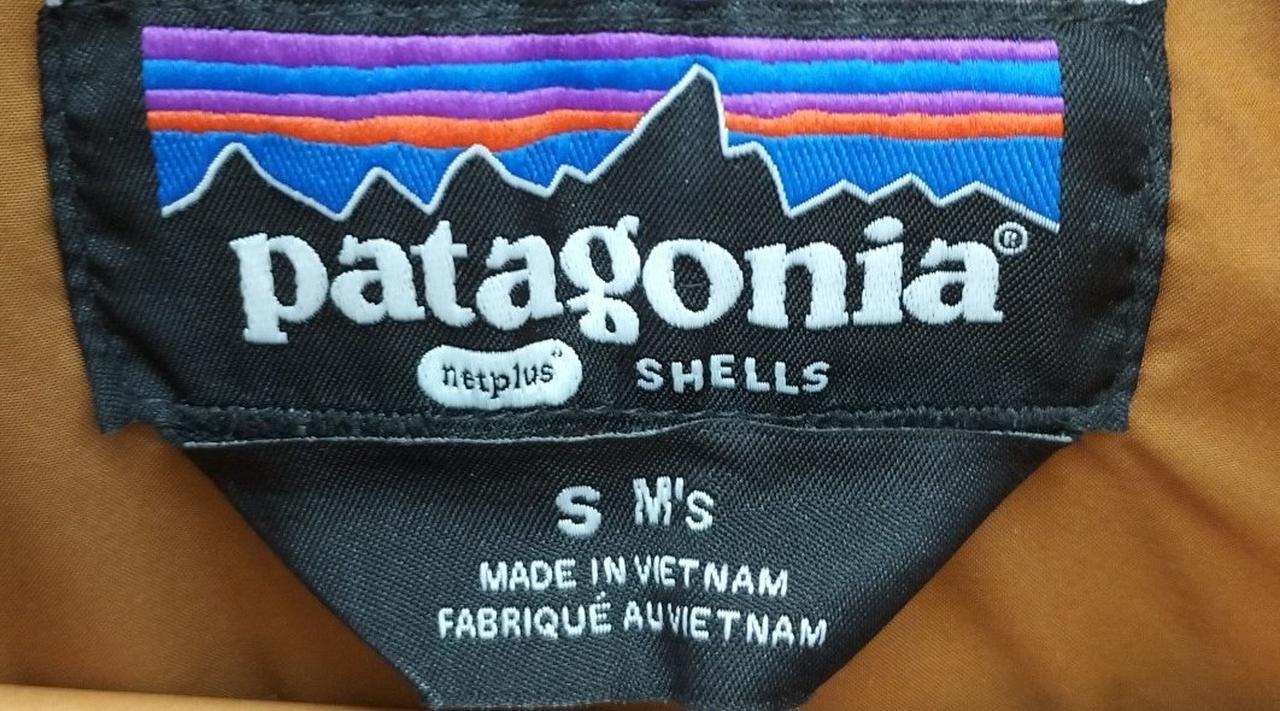 patagonia®
netplus® SHELLS
S M's
MADE IN VIETNAM
FABRIQUÉ AU VIETNAM